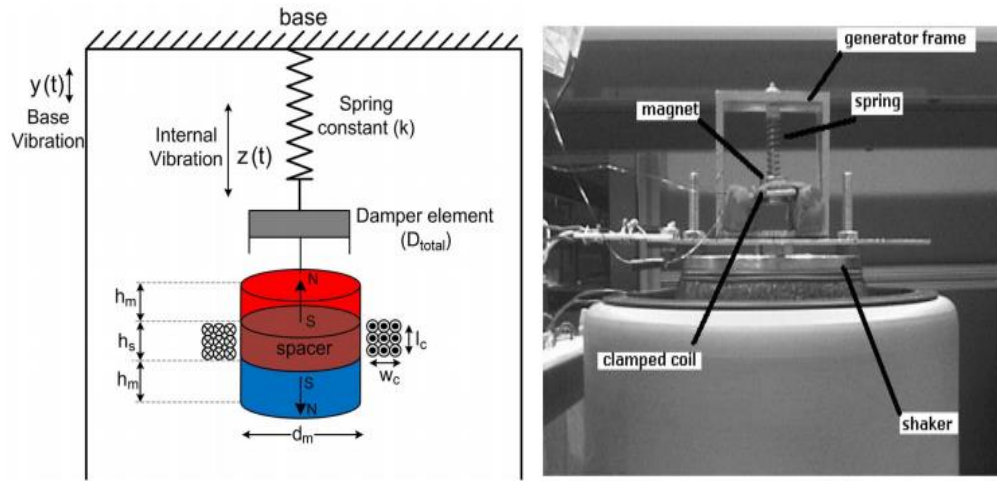 base
y(t)
Base
Vibration
Internal
Vibration
z(t)
Spring
constant (k)
Damper element
(D_total)
N
S
h_m
h_s
spacer
l_c
w_c
h_m
S
N
d_m
generator frame
magnet
spring
clamped coil
shaker